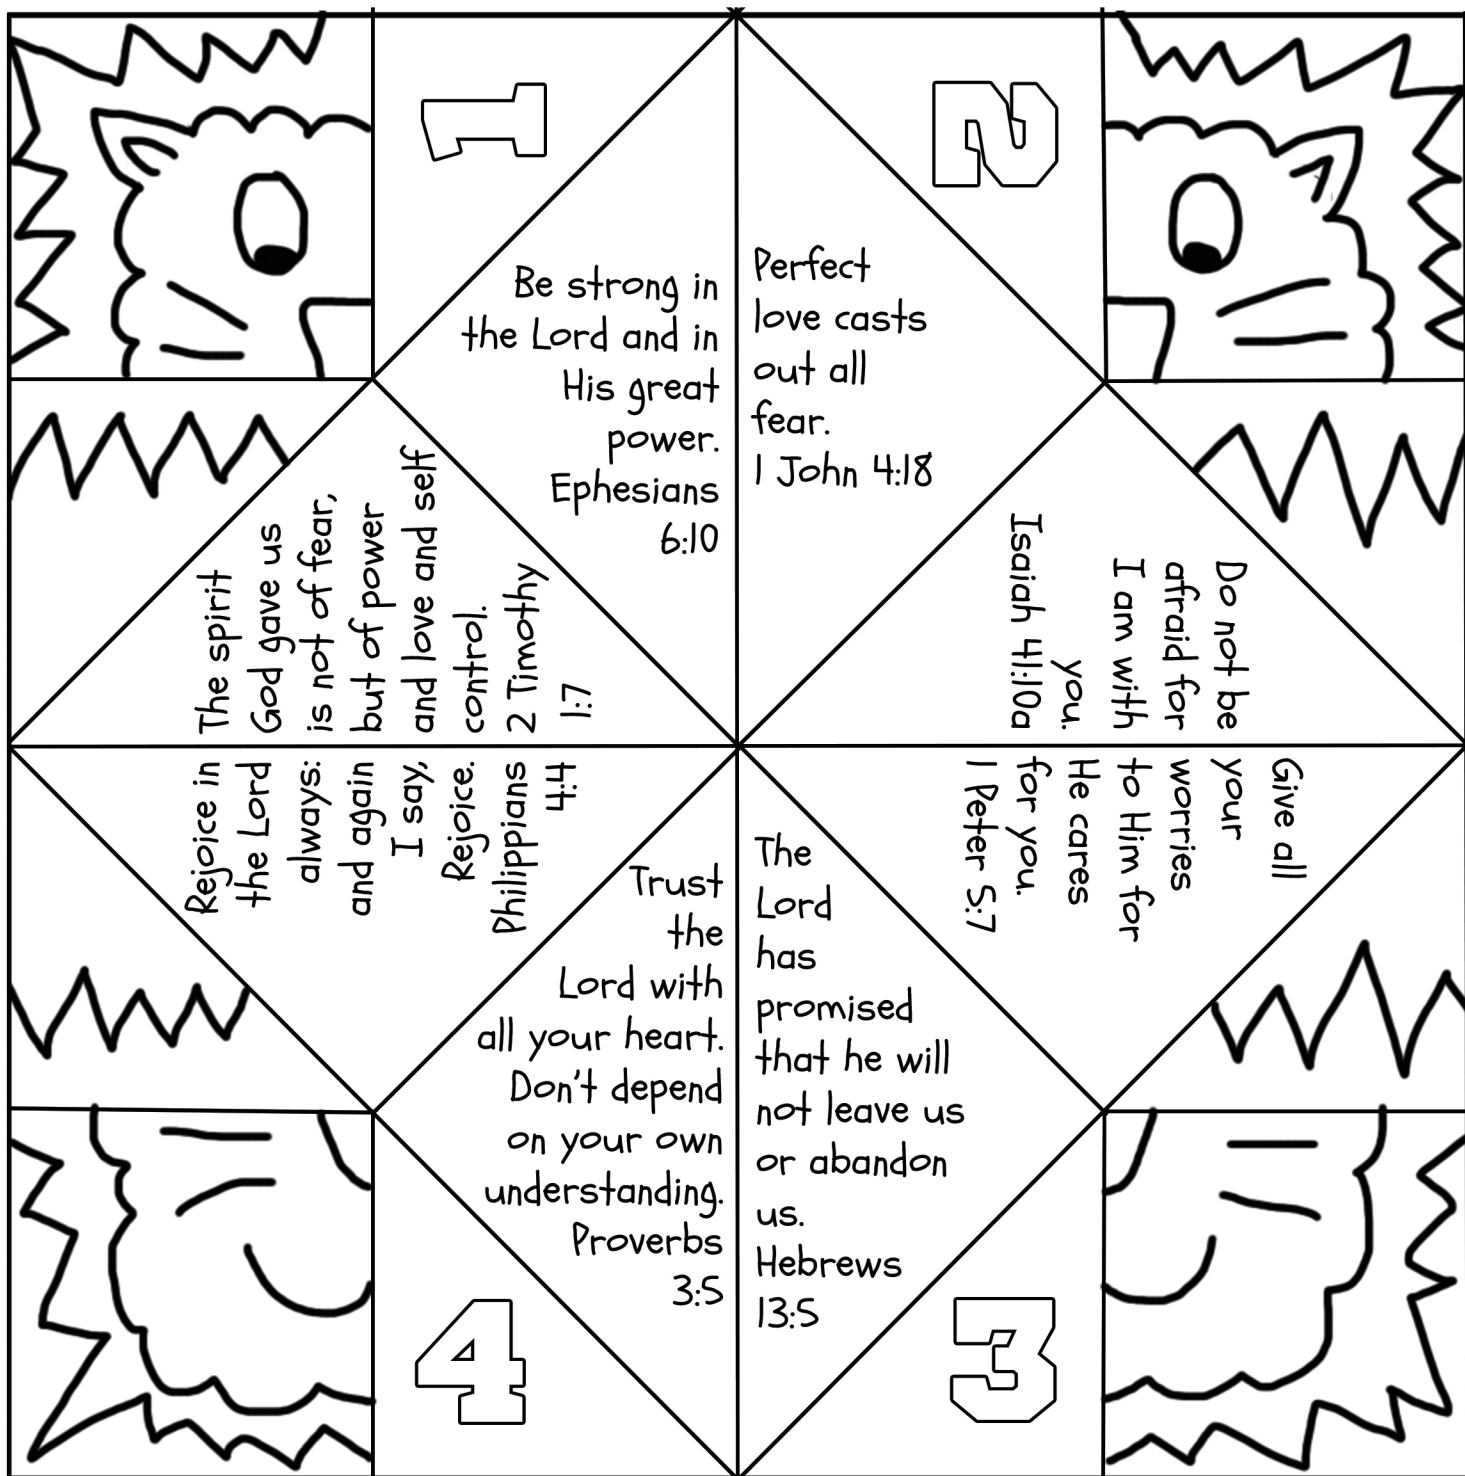 1
2
Be strong in
the Lord and in
His great
power.
Ephesians
6:10
Perfect
love casts
out all
fear.
1 John 4:18
The spirit
God gave us
is not of fear,
but of power
and love and self
control.
2 Timothy
1:7
Do not be
afraid for
I am with
you.
Isaiah 41:10a
Rejoice in
the Lord
always:
and again
I say,
Rejoice.
Philippians
4:4
Give all
your
worries
to Him for
He cares
for you.
1 Peter 5:7
Trust
the
Lord with
all your heart.
Don't depend
on your own
understanding.
Proverbs
3:5
The
Lord
has
promised
that he will
not leave us
or abandon
us.
Hebrews
13:5
4
3